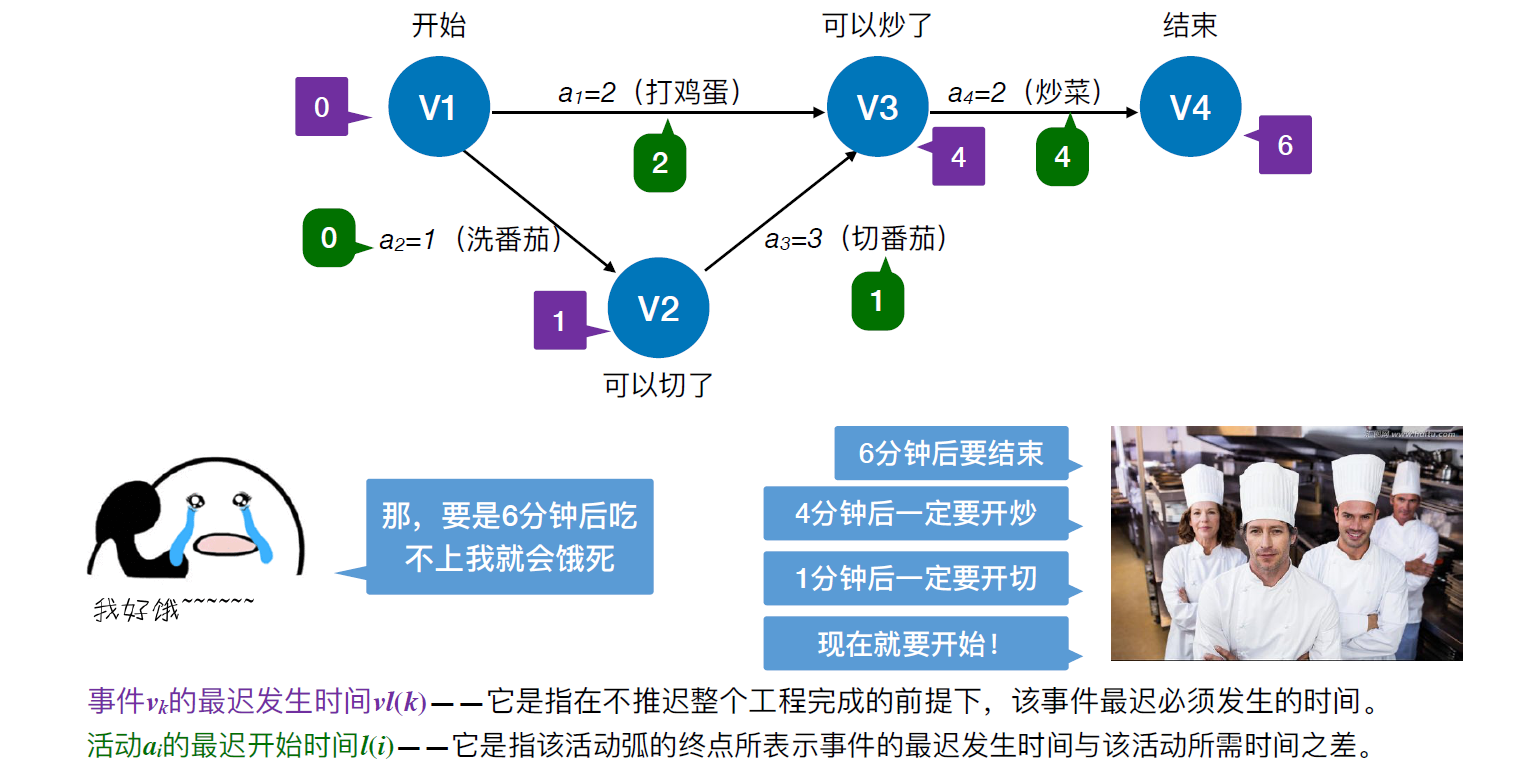 开始
可以炒了
结束
0
V1
a1=2（打鸡蛋）
V3
a4=2（炒菜）
V4
2
4
4
6
0
a2=1（洗番茄）
a3=3（切番茄）
1
V2
1
可以切了
6分钟后要结束
4分钟后一定要开炒
1分钟后一定要开切
现在就要开始！
那，要是6分钟后吃
不上我就会饿死
我好饿~~~~~~
事件vk的最迟发生时间vl(k)——它是指在不推迟整个工程完成的前提下，该事件最迟必须发生的时间。
活动ai的最迟开始时间l(i)——它是指该活动弧的终点所表示事件的最迟发生时间与该活动所需时间之差。